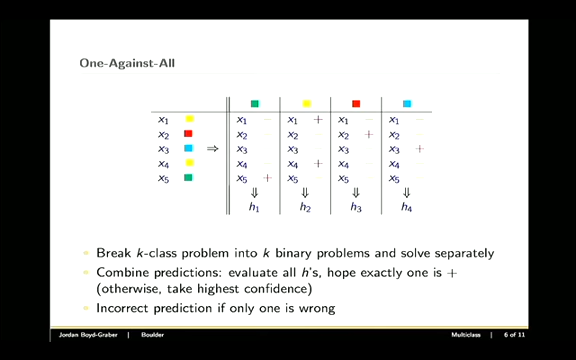 One-Against-All
x1 x1 − x1 + x1 − x1 −
x2 x2 − x2 − x2 + x2 −
x3 ⇒ x3 − x3 − x3 − x3 +
x4 x4 − x4 + x4 − x4 −
x5 x5 + x5 − x5 − x5 −
⇓ ⇓ ⇓ ⇓
h1 h2 h3 h4
Break k-class problem into k binary problems and solve separately
Combine predictions: evaluate all h's, hope exactly one is +
(otherwise, take highest confidence)
Incorrect prediction if only one is wrong
Jordan Boyd-Graber | Boulder Multiclass | 6 of 11